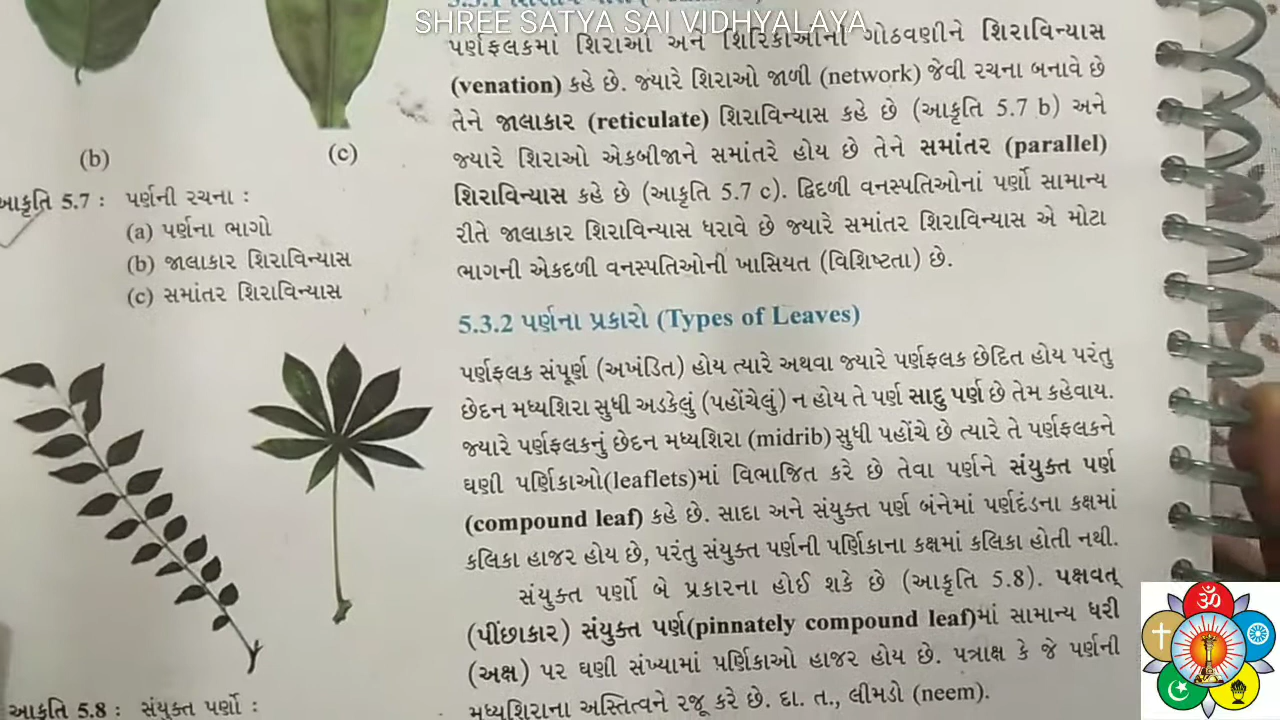 SHREE SATYA SAI VIDHYALAYA
પર્ણફલકમાં શિરાઓ અને શિરિકાઓની ગોઠવણીને શિરાવિન્યાસ
(venation) કહે છે. જ્યારે શિરાઓ જાળી (network) જેવી રચના બનાવે છે
તેને જાલાકાર (reticulate) શિરાવિન્યાસ કહે છે (આકૃતિ 5.7 b) અને
જ્યારે શિરાઓ એકબીજાને સમાંતરે હોય છે તેને સમાંતર (parallel)
શિરાવિન્યાસ કહે છે (આકૃતિ 5.7 c). દ્વિદળી વનસ્પતિઓનાં પર્ણો સામાન્ય
રીતે જાલાકાર શિરાવિન્યાસ ધરાવે છે જ્યારે સમાંતર શિરાવિન્યાસ એ મોટા
ભાગની એકદળી વનસ્પતિઓની ખાસિયત (વિશિષ્ટતા) છે.
(b)
(c)
આકૃતિ 5.7 : પર્ણની રચના :
(a) પર્ણના ભાગો
(b) જાલાકાર શિરાવિન્યાસ
(c) સમાંતર શિરાવિન્યાસ
5.3.2 પર્ણના પ્રકારો (Types of Leaves)
પર્ણફલક સંપૂર્ણ (અખંડિત) હોય ત્યારે અથવા જ્યારે પર્ણફલક છેદિત હોય પરંતુ
છેદન મધ્યશિરા સુધી અડકેલું (પહોંચેલું) ન હોય તે પર્ણ સાદુ પર્ણ છે તેમ કહેવાય.
જ્યારે પર્ણફલકનું છેદન મધ્યશિરા (midrib) સુધી પહોંચે છે ત્યારે તે પર્ણફલકને
ઘણી પર્ણિકાઓ(leaflets)માં વિભાજિત કરે છે તેવા પર્ણને સંયુક્ત પર્ણ
(compound leaf) કહે છે. સાદા અને સંયુક્ત પર્ણ બંનેમાં પર્ણદંડના કક્ષમાં
કલિકા હાજર હોય છે, પરંતુ સંયુક્ત પર્ણની પર્ણિકાના કક્ષમાં કલિકા હોતી નથી.
સંયુક્ત પર્ણો બે પ્રકારના હોઈ શકે છે (આકૃતિ 5.8). પક્ષવત્
(પીંછાકાર) સંયુક્ત પર્ણ(pinnately compound leaf)માં સામાન્ય ધરી
(અક્ષ) પર ઘણી સંખ્યામાં પર્ણિકાઓ હાજર હોય છે. પત્રાક્ષ કે જે પર્ણની
મધ્યશિરાના અસ્તિત્વને રજૂ કરે છે. દા. ત., લીમડો (neem).
આકૃતિ 5.8 : સંયુક્ત પર્ણો :
ॐ